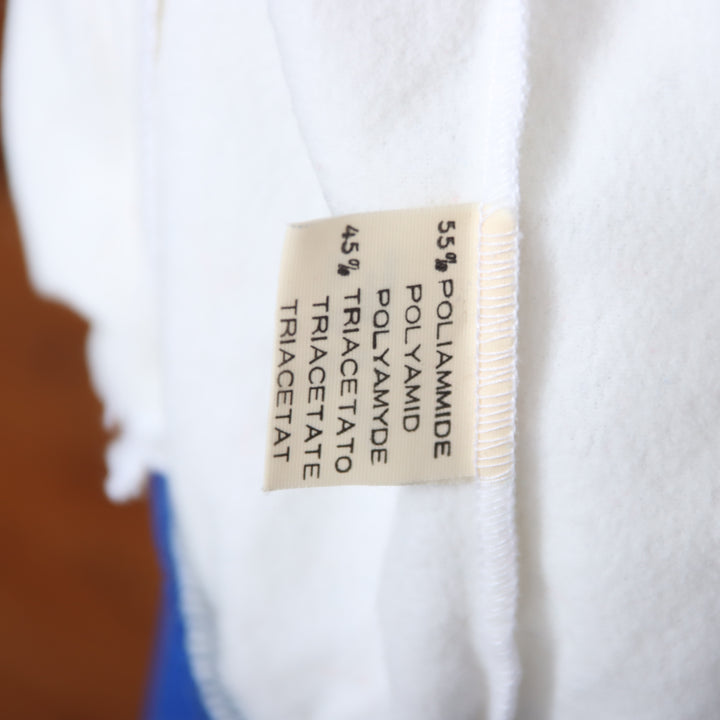 55% POLIAMMIDE
POLYAMID
POLYAMYDE
45% TRIACETATO
TRIACETATE
TRIACETAT